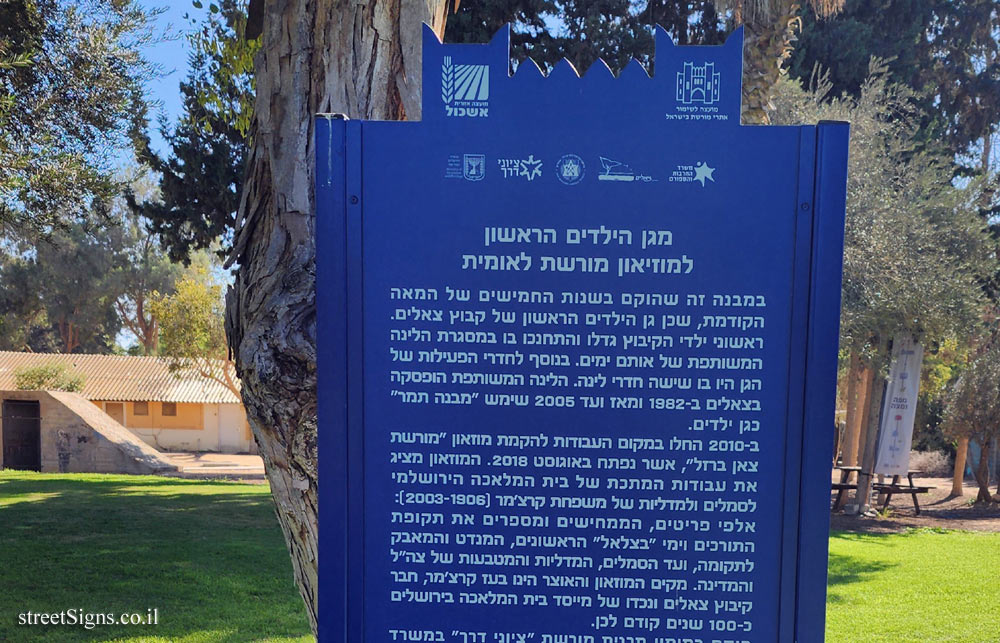 מועצה אזורית
אשכול
המועצה לשימור
אתרי מורשת בישראל
ציוני
דרך
משרד
התרבות
והספורט
מגן הילדים הראשון
למוזיאון מורשת לאומית
במבנה זה שהוקם בשנות החמישים של המאה
הקודמת, שכן גן הילדים הראשון של קבוץ צאלים.
ראשוני ילדי הקיבוץ גדלו והתחנכו בו במסגרת הלינה
המשותפת של אותם ימים. בנוסף לחדרי הפעילות של
הגן היו בו שישה חדרי לינה. הלינה המשותפת הופסקה
בצאלים ב-1982 ומאז ועד 2005 שימש "מבנה תמר"
כגן ילדים.
ב-2010 החלו במקום העבודות להקמת מוזאון "מורשת
צאן ברזל", אשר נפתח באוגוסט 2018. המוזאון מציג
את עבודות המתכת של בית המלאכה הירושלמי
לסמלים ולמדליות של משפחת קרצ'מר (2003-1906):
אלפי פריטים, הממחישים ומספרים את תקופת
התורכים וימי "בצלאל" הראשונים, המנדט והמאבק
לתקומה, ועד הסמלים, המדליות והמטבעות של צה"ל
והמדינה. מקים המוזאון והאוצר הינו בעז קרצ'מר, חבר
קיבוץ צאלים ונכדו של מייסד בית המלאכה בירושלים
כ-100 שנים קודם לכן.
"ציוני דרך" במשרד
streetSigns.co.il